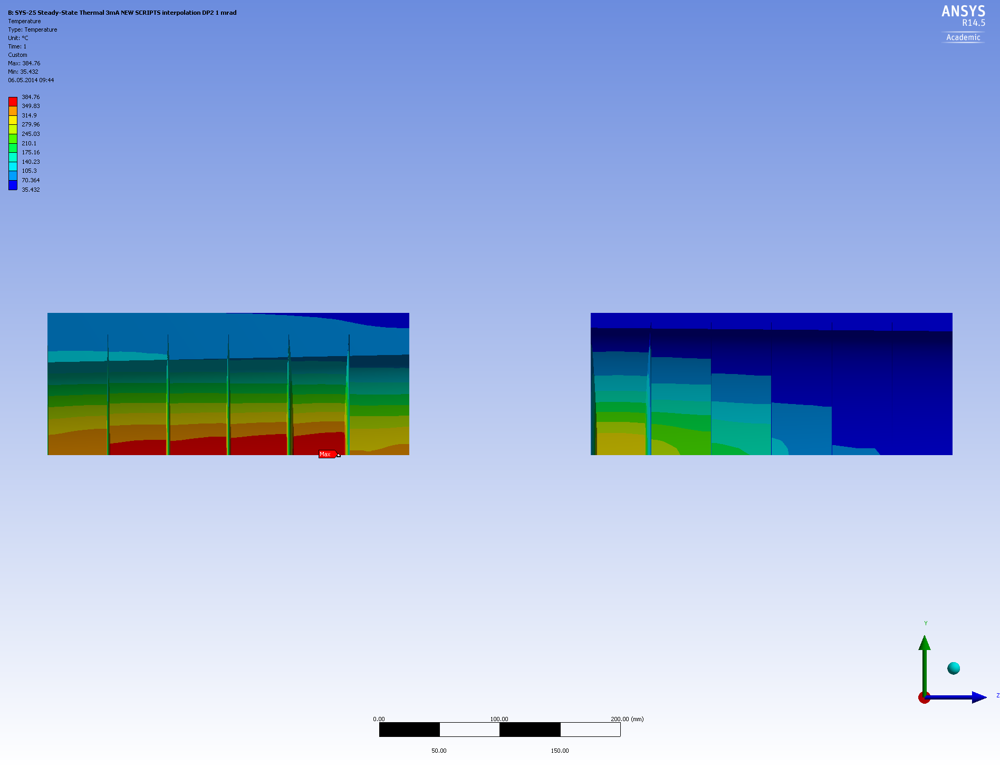 B: SYS-25 Steady-State Thermal 3mA NEW SCRIPTS interpolation DP2 1 mrad
Temperature
Type: Temperature
Unit: °C
Time: 1
Custom
Max: 384.76
Min: 35.432
06.05.2014 09:44
384.76
349.83
314.9
279.96
245.03
210.1
175.16
140.23
105.3
70.364
35.432
ANSYS
R14.5
Academic
Max
Y
Z
0.00 100.00 200.00 (mm)
50.00 150.00